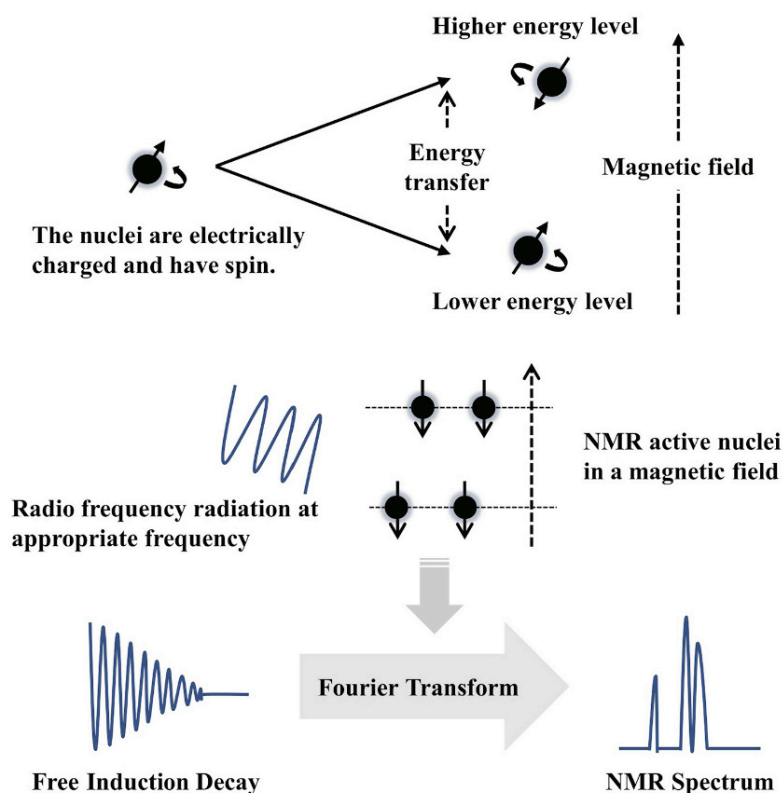 Higher energy level
Energy
transfer
Magnetic field
The nuclei are electrically
charged and have spin.
Lower energy level
NMR active nuclei
in a magnetic field
Radio frequency radiation at
appropriate frequency
Fourier Transform
Free Induction Decay
NMR Spectrum